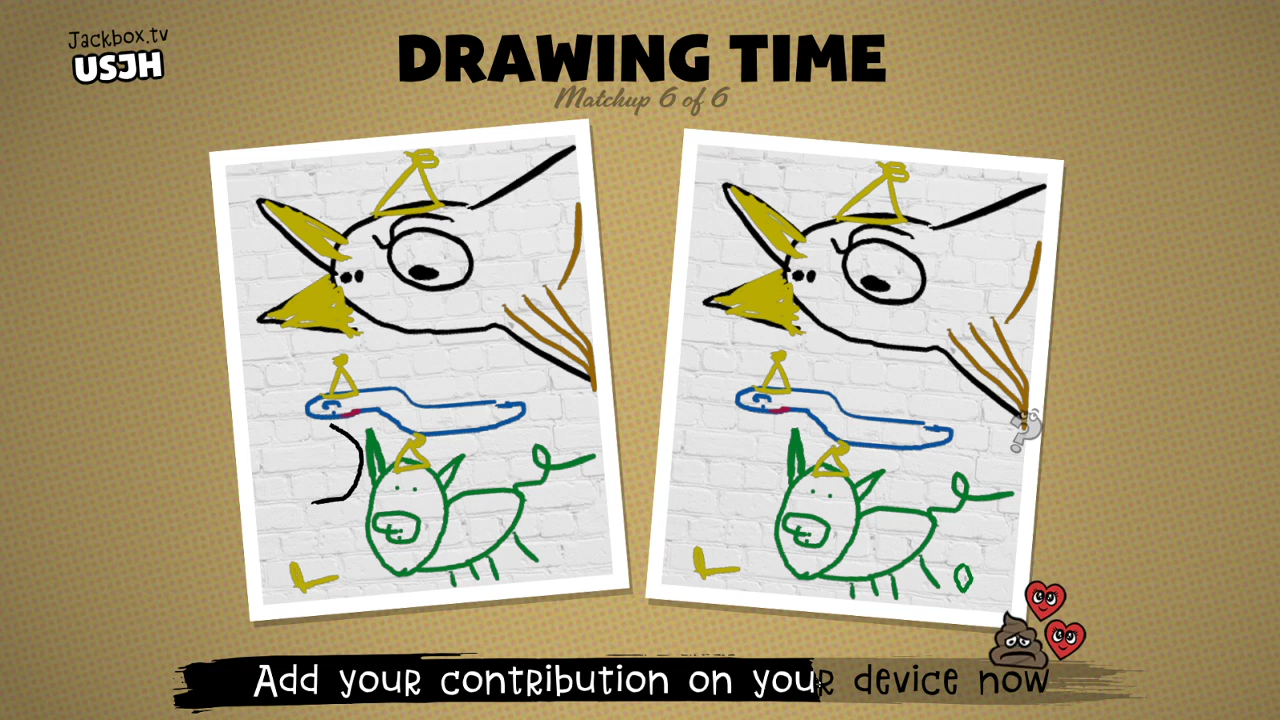 Jackbox.tv
USJH
DRAWING TIME
Matchup 6 of 6
?
Add your contribution on your device now